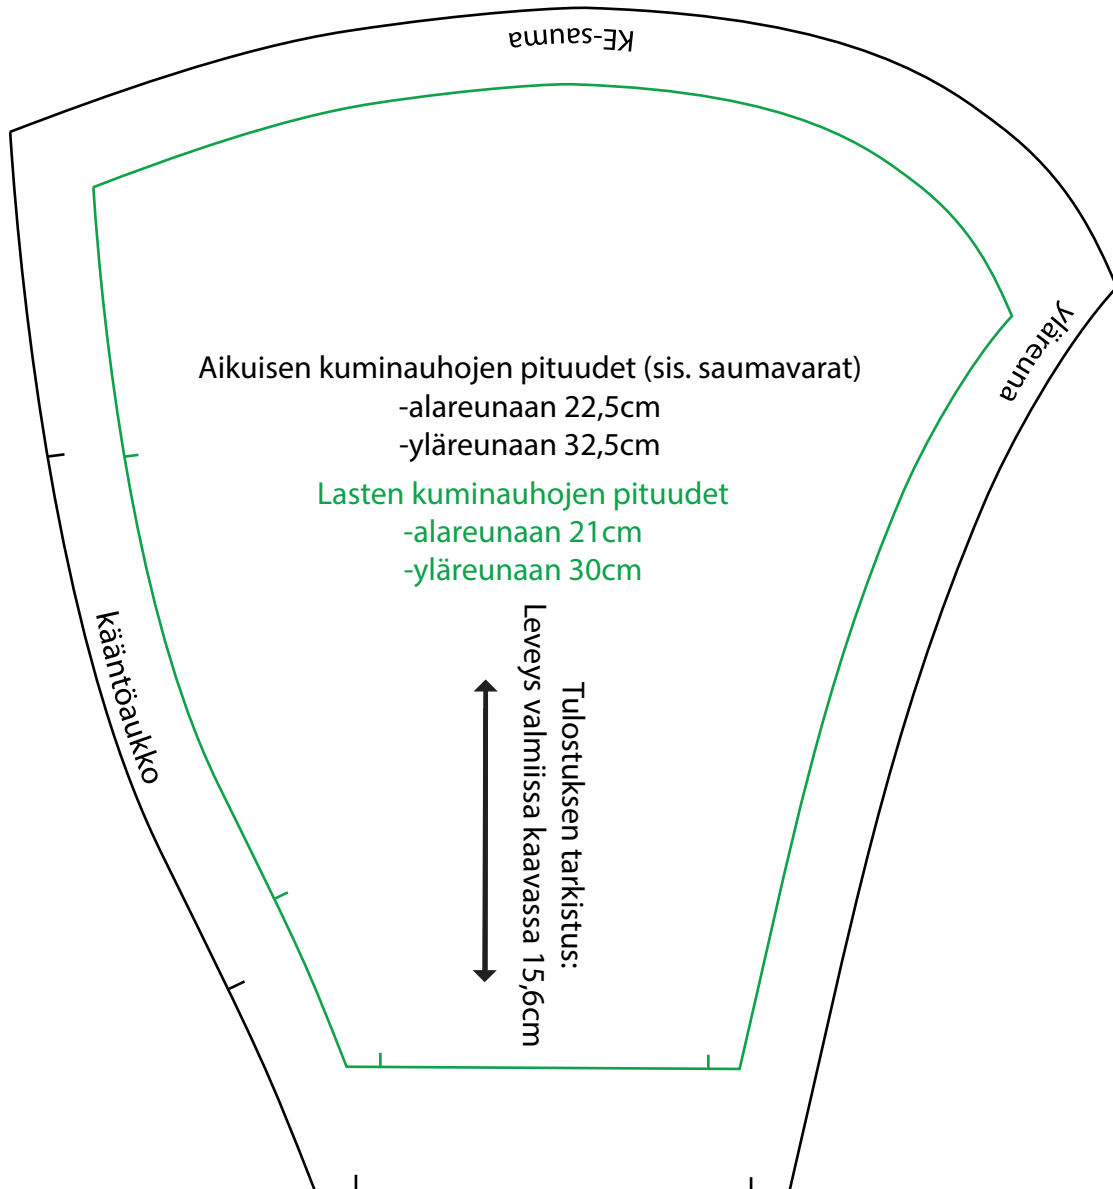 KE-sauma
yläreuna
Aikuisen kuminauhojen pituudet (sis. saumavarat)
-alareunaan 22,5cm
-yläreunaan 32,5cm
Lasten kuminauhojen pituudet
-alareunaan 21cm
-yläreunaan 30cm
kääntöaukko
Tulostuksen tarkistus:
Leveys valmiissa kaavassa 15,6cm